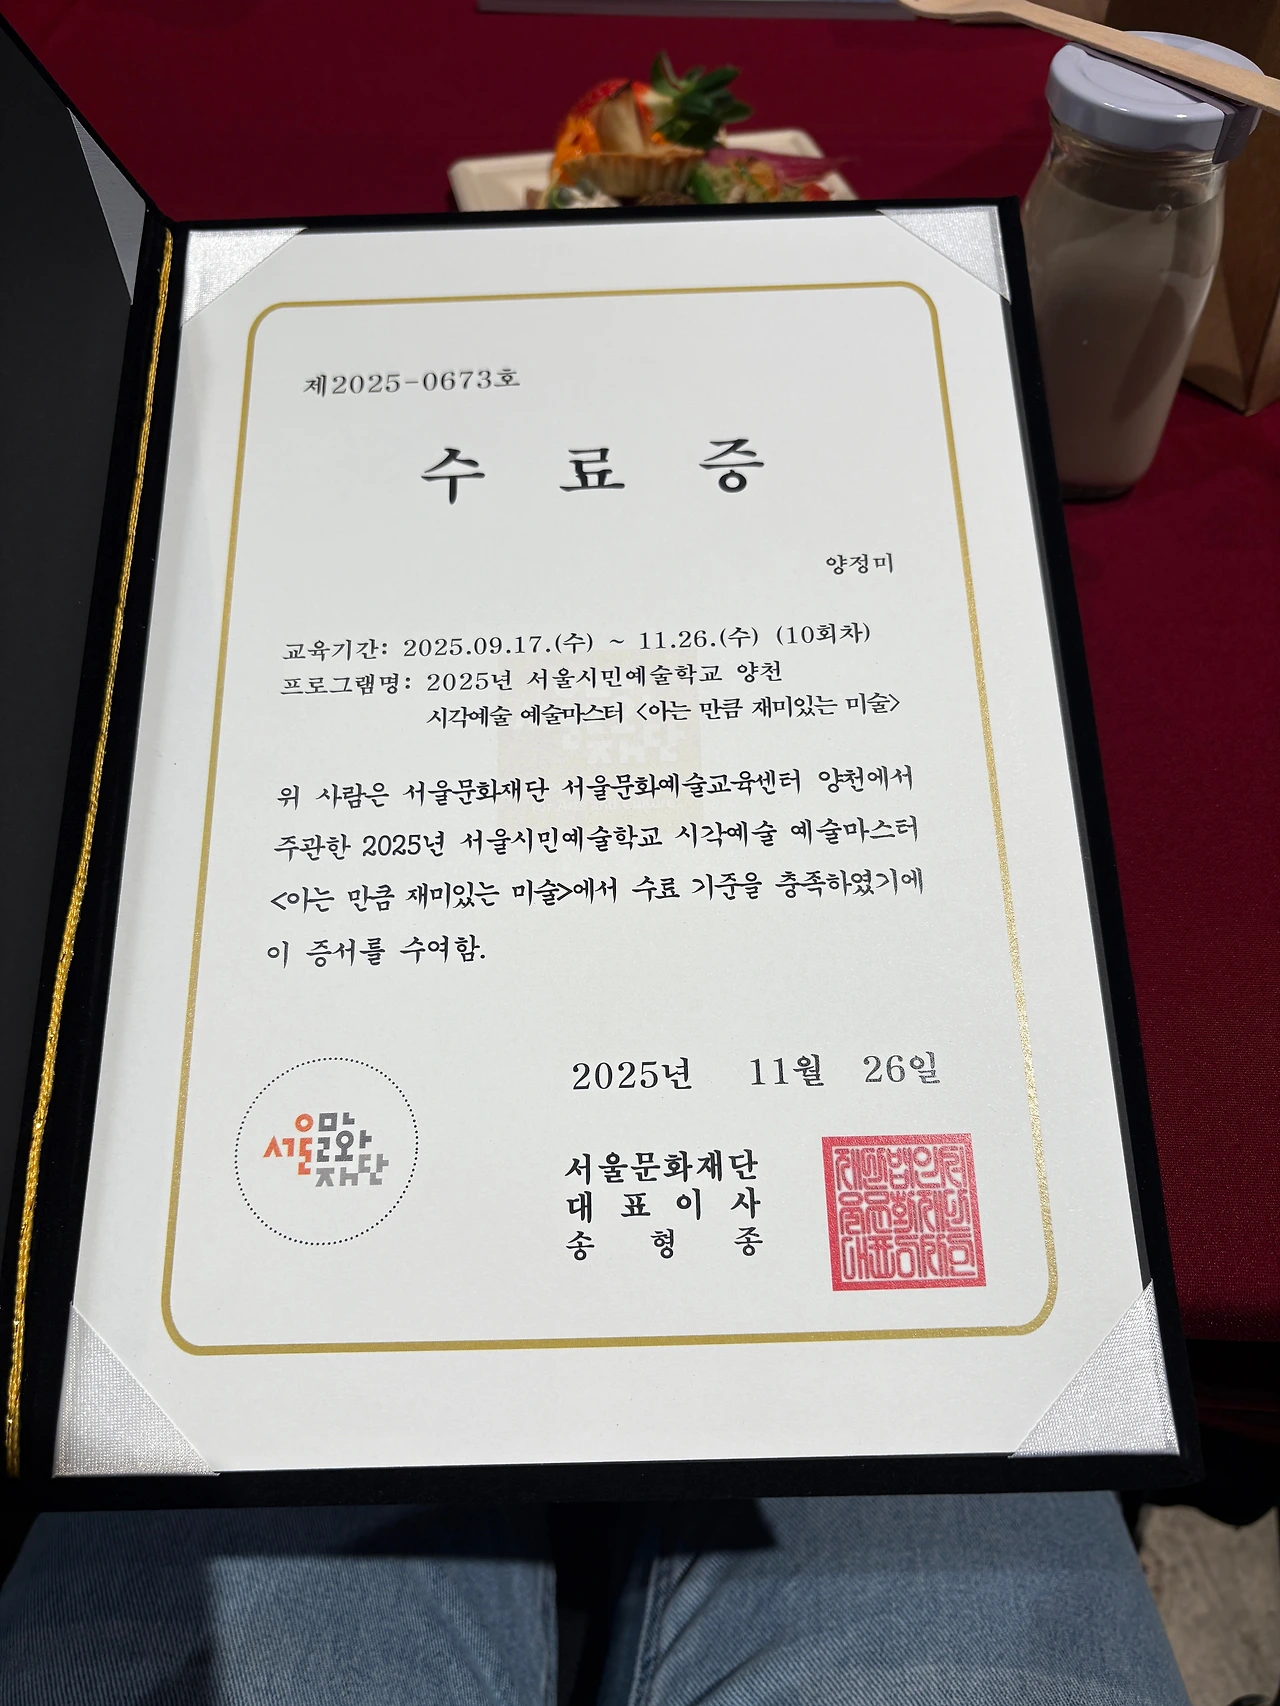 제2025-0673호
수 료 증
양정미
교육기간: 2025.09.17.(수) ~ 11.26.(수) (10회차)
프로그램명: 2025년 서울시민예술학교 양천
시각예술 예술마스터 <아는 만큼 재미있는 미술>
위 사람은 서울문화재단 서울문화예술교육센터 양천에서
주관한 2025년 서울시민예술학교 시각예술 예술마스터
<아는 만큼 재미있는 미술>에서 수료 기준을 충족하였기에
이 증서를 수여함.
2025년 11월 26일
서울문화재단
서울문화재단
대 표 이 사
송 형 종